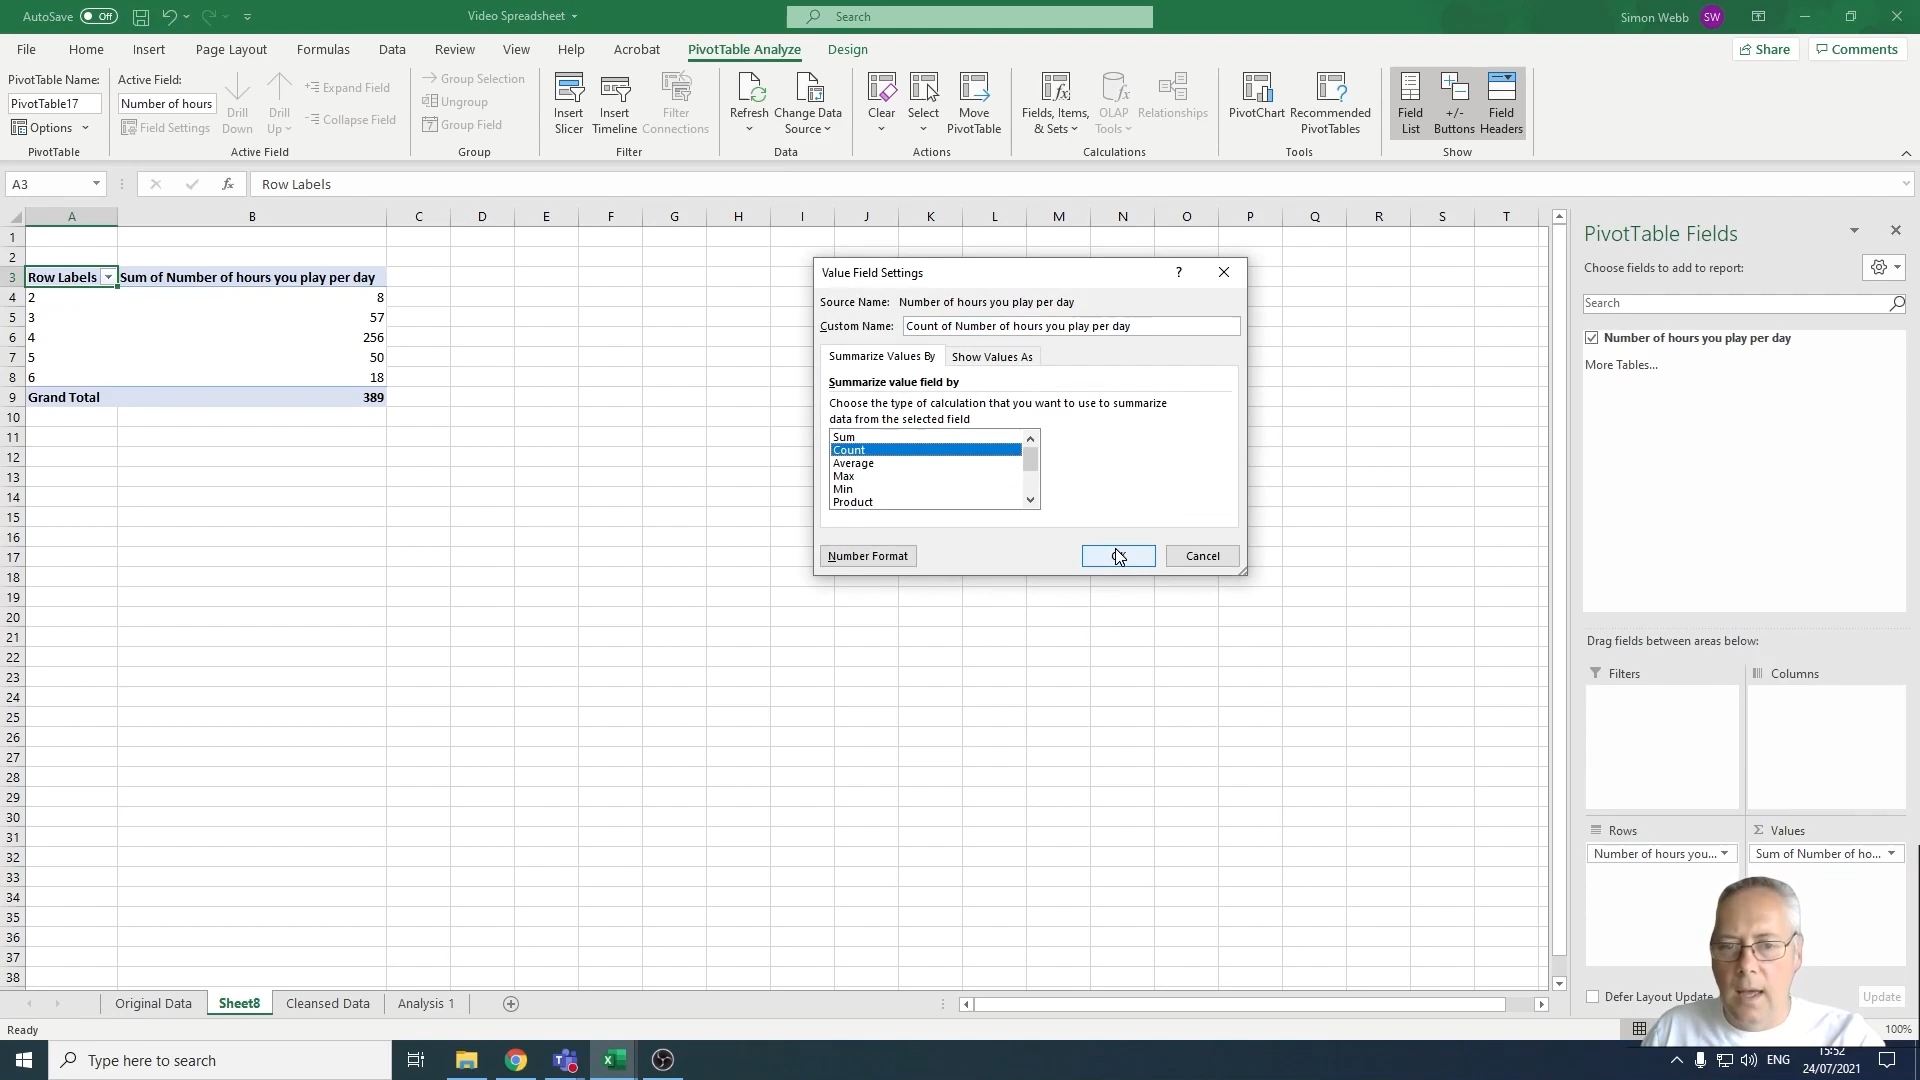 AutoSave Off
Video Spreadsheet
Search
Simon Webb SW
File Home Insert Page Layout Formulas Data Review View Help Acrobat PivotTable Analyze Design Share Comments
PivotTable Name:
PivotTable17
Options
PivotTable
Active Field:
Number of hours
Field Settings
Drill Down
Drill Up
Expand Field
Collapse Field
Active Field
Group Selection
Ungroup
Group Field
Group
Insert Slicer
Insert Timeline
Filter Connections
Filter
Refresh
Change Data Source
Data
Clear
Select
Move PivotTable
Actions
Fields, Items, & Sets
OLAP Tools
Relationships
Calculations
PivotChart
Recommended PivotTables
Tools
Field List
+/- Buttons
Field Headers
Show
A3 fx Row Labels
A B C D E F G H I J K L M N O P Q R S T
1
2
3 Row Labels Sum of Number of hours you play per day
4 2 8
5 3 57
6 4 256
7 5 50
8 6 18
9 Grand Total 389
10
11
12
13
14
15
16
17
18
19
20
21
22
23
24
25
26
27
28
29
30
31
32
33
34
35
36
37
38
Value Field Settings ?
Source Name: Number of hours you play per day
Custom Name: Count of Number of hours you play per day
Summarize Values By Show Values As
Summarize value field by
Choose the type of calculation that you want to use to summarize
data from the selected field
Sum
Count
Average
Max
Min
Product
Number Format Cancel
PivotTable Fields
Choose fields to add to report:
Search
Number of hours you play per day
More Tables...
Drag fields between areas below:
Filters Columns
Rows Σ Values
Number of hours you... Sum of Number of ho...
Defer Layout Update Update
Original Data Sheet8 Cleansed Data Analysis 1
Ready 100%
Type here to search
ENG
15:52
24/07/2021